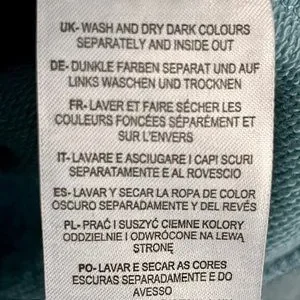 UK- WASH AND DRY DARK COLOURS
SEPARATELY AND INSIDE OUT
DE- DUNKLE FARBEN SEPARAT UND AUF
LINKS WASCHEN UND TROCKNEN
FR- LAVER ET FAIRE SÉCHER LES
COULEURS FONCÉES SÉPARÉMENT ET
SUR L'ENVERS
IT- LAVARE E ASCIUGARE I CAPI SCURI
SEPARATAMENTE E AL ROVESCIO
ES- LAVAR Y SECAR LA ROPA DE COLOR
OSCURO SEPARADAMENTE Y DEL REVÉS
PL- PRAĆ I SUSZYĆ CIEMNE KOLORY
ODDZIELNIE I ODWRÓCONE NA LEWĄ
STRONĘ
PO- LAVAR E SECAR AS CORES
ESCURAS SEPARADAMENTE E DO
AVESSO